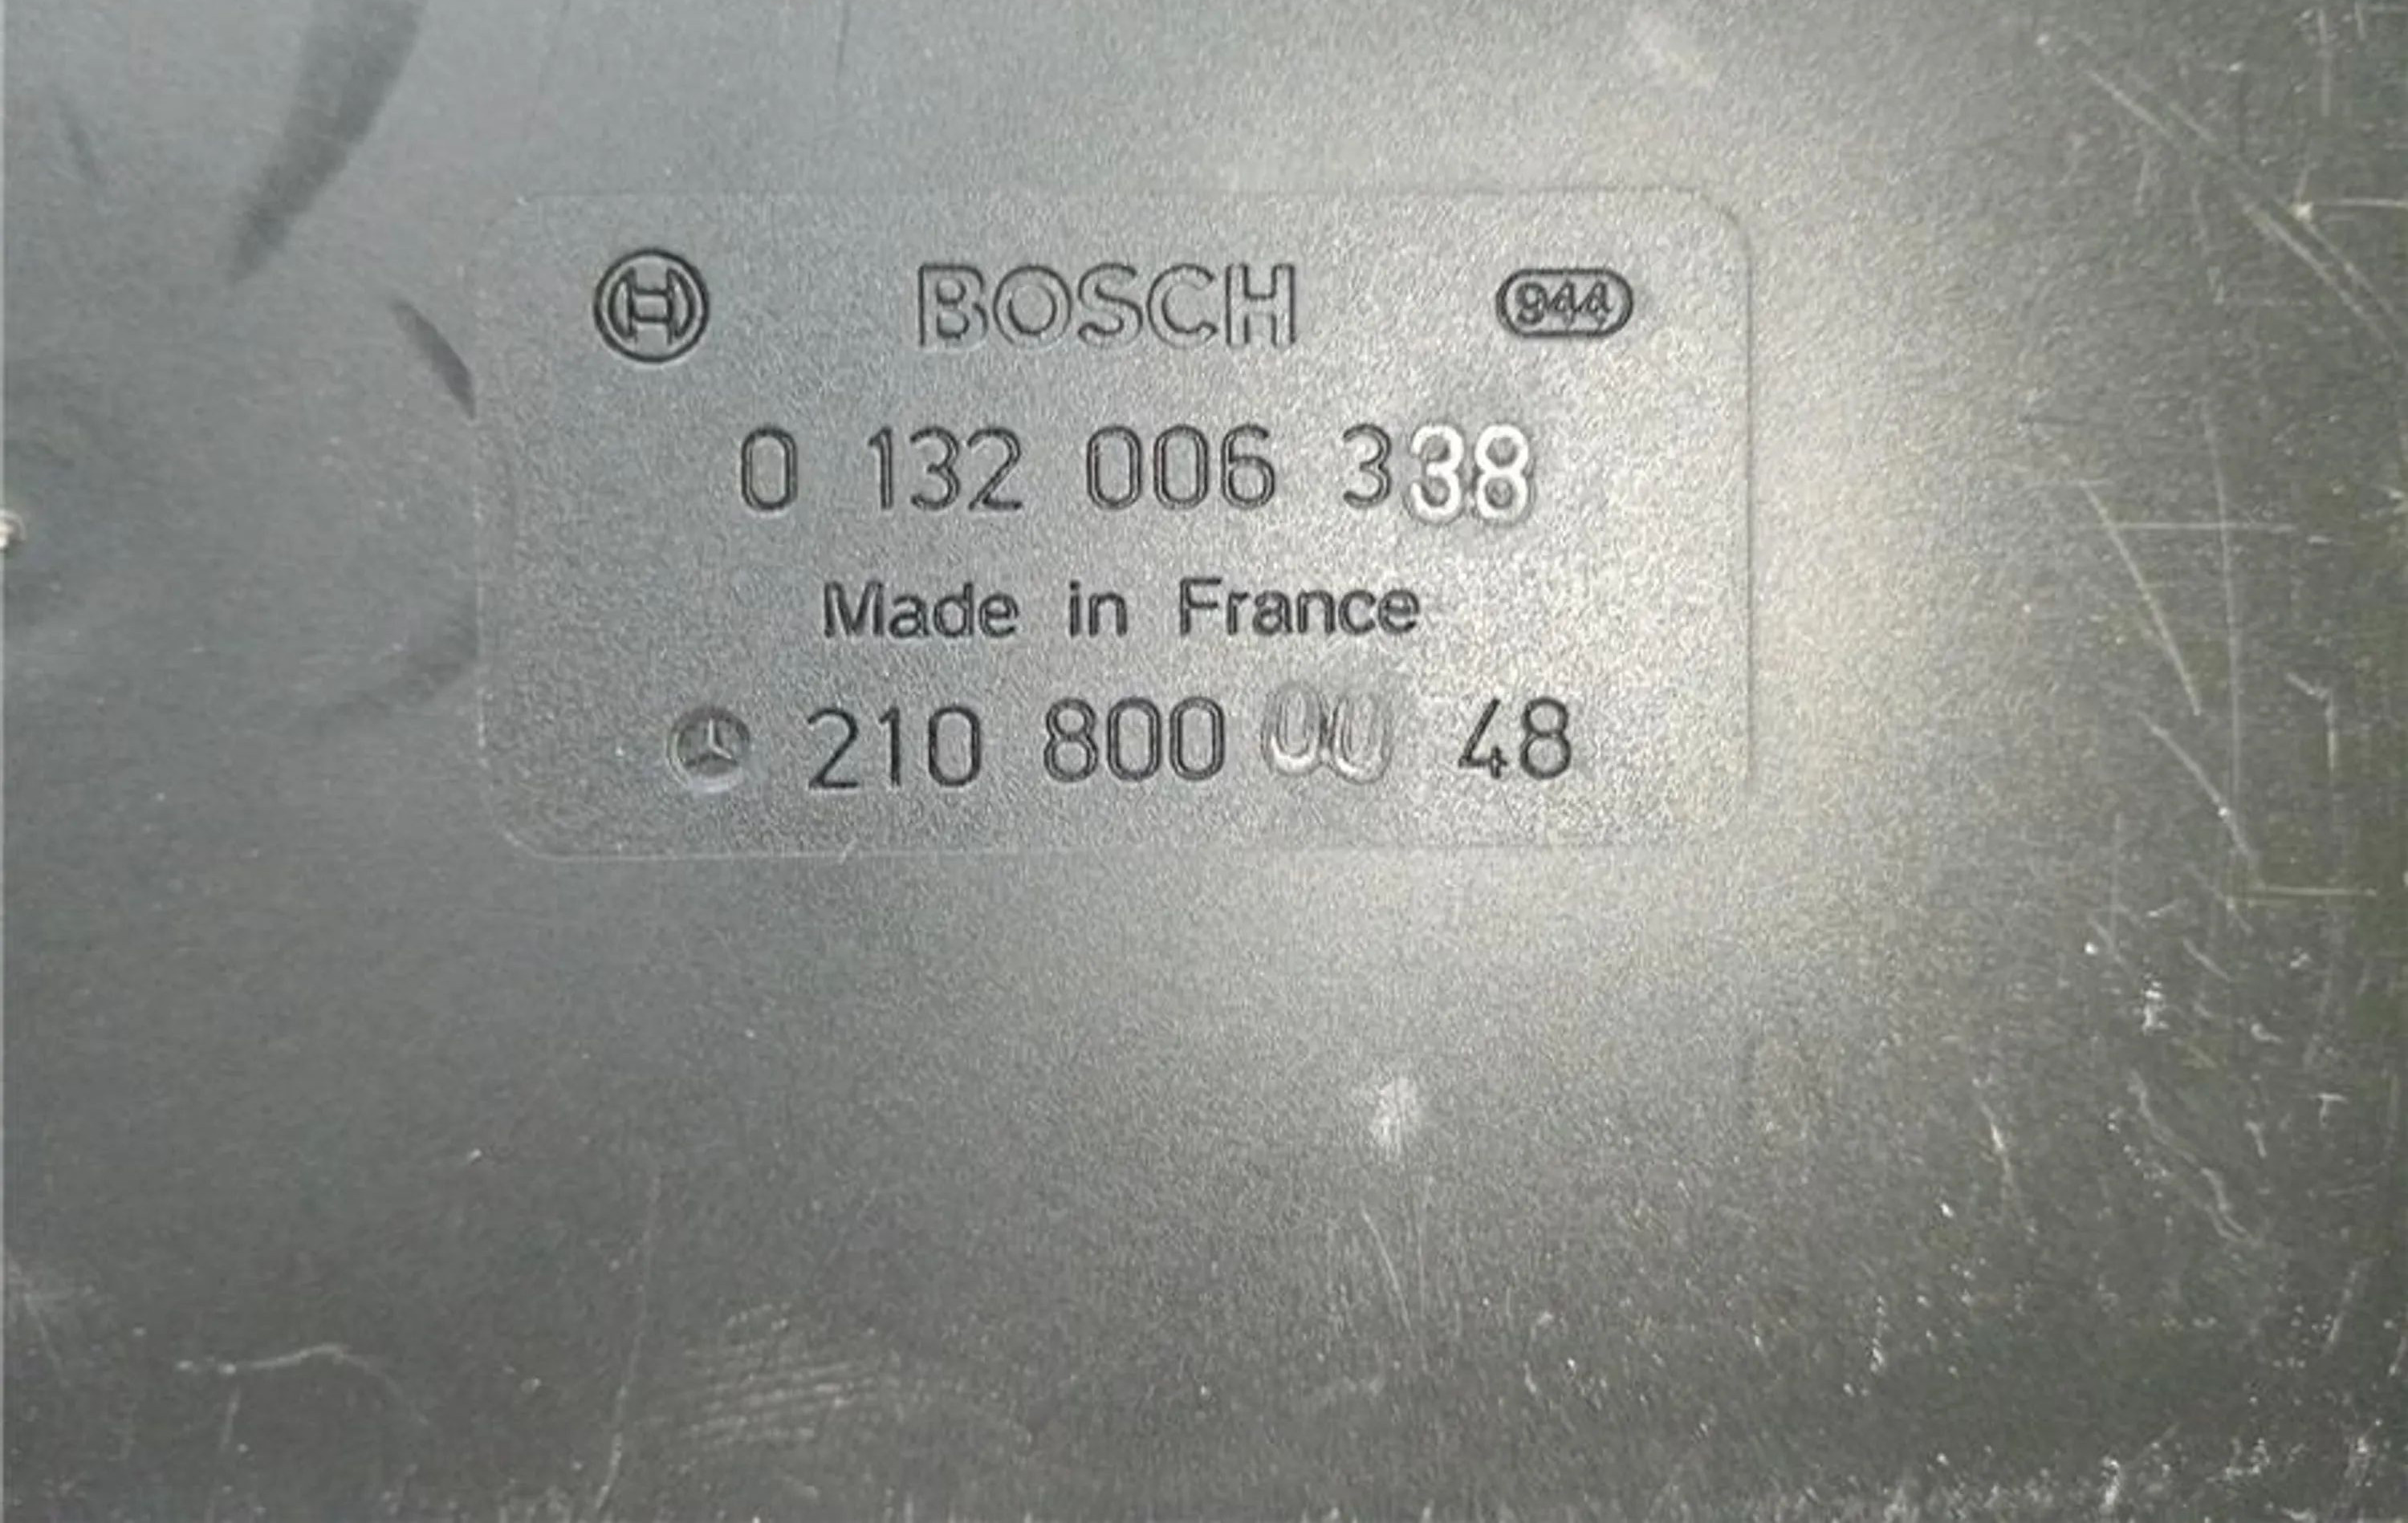 BOSCH 944
0 132 006 338
Made in France
210 800 00 48